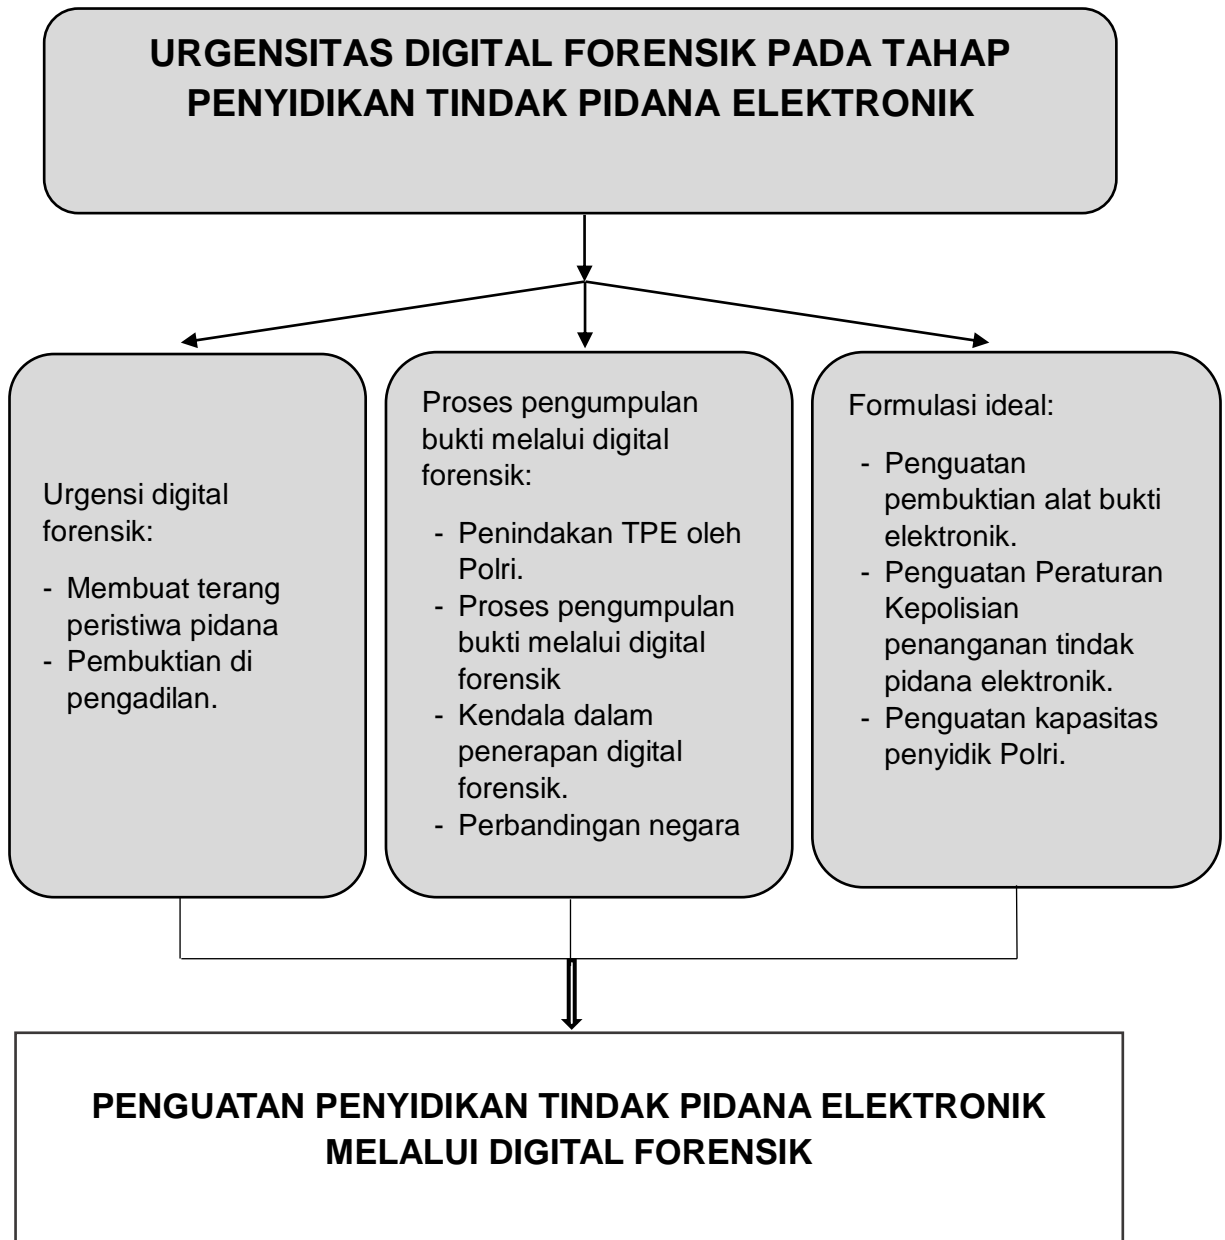 URGENSITAS DIGITAL FORENSIK PADA TAHAP
PENYIDIKAN TINDAK PIDANA ELEKTRONIK
Urgensi digital
forensik:
- Membuat terang
peristiwa pidana
- Pembuktian di
pengadilan.
Proses pengumpulan
bukti melalui digital
forensik:
- Penindakan TPE oleh
Polri.
- Proses pengumpulan
bukti melalui digital
forensik
- Kendala dalam
penerapan digital
forensik.
- Perbandingan negara
Formulasi ideal:
- Penguatan
pembuktian alat bukti
elektronik.
- Penguatan Peraturan
Kepolisian
penanganan tindak
pidana elektronik.
- Penguatan kapasitas
penyidik Polri.
PENGUATAN PENYIDIKAN TINDAK PIDANA ELEKTRONIK
MELALUI DIGITAL FORENSIK